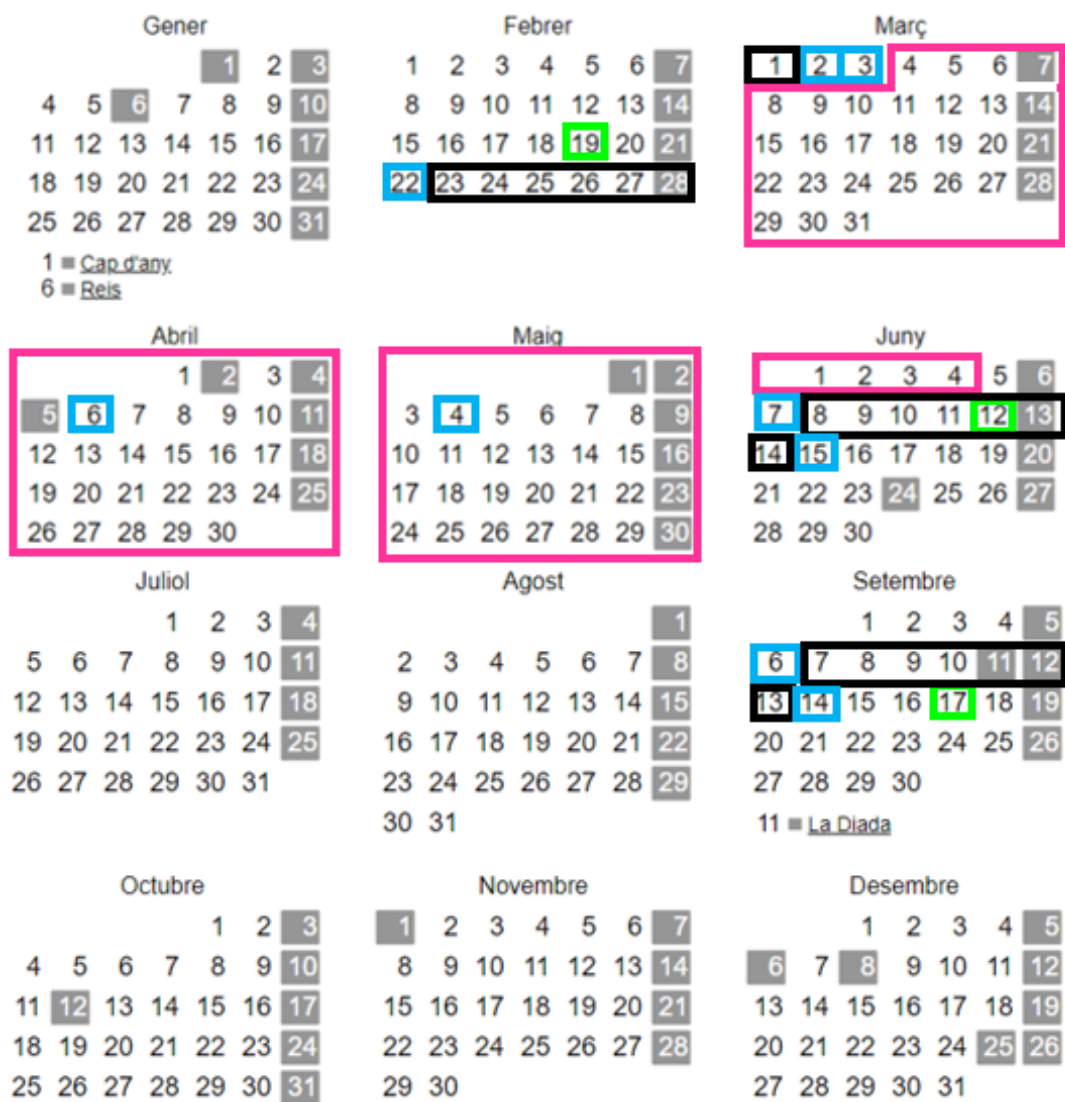 Gener
1 2 3
4 5 6 7 8 9 10
11 12 13 14 15 16 17
18 19 20 21 22 23 24
25 26 27 28 29 30 31
1 Cap d'any
6 Reis
Febrer
1 2 3 4 5 6 7
8 9 10 11 12 13 14
15 16 17 18 19 20 21
22 23 24 25 26 27 28
Març
1 2 3 4 5 6 7
8 9 10 11 12 13 14
15 16 17 18 19 20 21
22 23 24 25 26 27 28
29 30 31
Abril
1 2 3 4
5 6 7 8 9 10 11
12 13 14 15 16 17 18
19 20 21 22 23 24 25
26 27 28 29 30
Maig
1 2
3 4 5 6 7 8 9
10 11 12 13 14 15 16
17 18 19 20 21 22 23
24 25 26 27 28 29 30
Juny
1 2 3 4 5 6
7 8 9 10 11 12 13
14 15 16 17 18 19 20
21 22 23 24 25 26 27
28 29 30
Juliol
1 2 3 4
5 6 7 8 9 10 11
12 13 14 15 16 17 18
19 20 21 22 23 24 25
26 27 28 29 30 31
Agost
1
2 3 4 5 6 7 8
9 10 11 12 13 14 15
16 17 18 19 20 21 22
23 24 25 26 27 28 29
30 31
Setembre
1 2 3 4 5
6 7 8 9 10 11 12
13 14 15 16 17 18 19
20 21 22 23 24 25 26
27 28 29 30
11 La Diada
Octubre
1 2 3
4 5 6 7 8 9 10
11 12 13 14 15 16 17
18 19 20 21 22 23 24
25 26 27 28 29 30 31
Novembre
1 2 3 4 5 6 7
8 9 10 11 12 13 14
15 16 17 18 19 20 21
22 23 24 25 26 27 28
29 30
Desembre
1 2 3 4 5
6 7 8 9 10 11 12
13 14 15 16 17 18 19
20 21 22 23 24 25 26
27 28 29 30 31